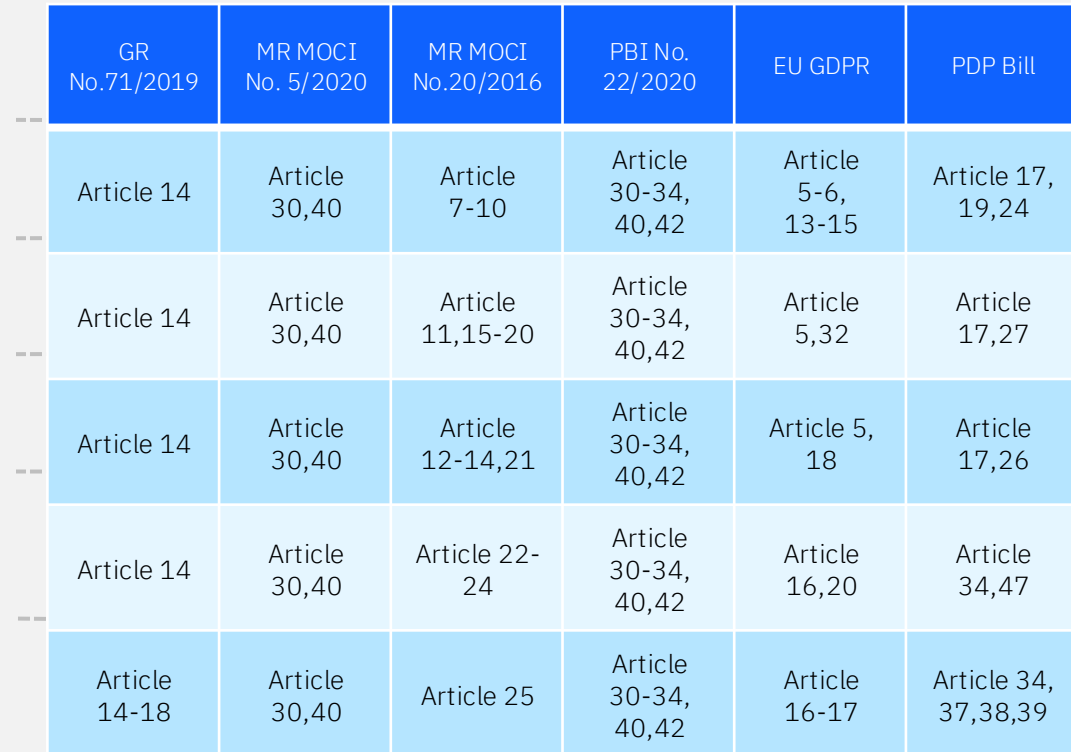 GR
No.71/2019
MR MOCI
No. 5/2020
MR MOCI
No.20/2016
PBI No.
22/2020
EU GDPR
PDP Bill
Article 14
Article
30,40
Article
7-10
Article
30-34,
40,42
Article
5-6,
13-15
Article 17,
19,24
Article 14
Article
30,40
Article
11,15-20
Article
30-34,
40,42
Article
5,32
Article
17,27
Article 14
Article
30,40
Article
12-14,21
Article
30-34,
40,42
Article 5,
18
Article
17,26
Article 14
Article
30,40
Article 22-
24
Article
30-34,
40,42
Article
16,20
Article
34,47
Article
14-18
Article
30,40
Article 25
Article
30-34,
40,42
Article
16-17
Article 34,
37,38,39